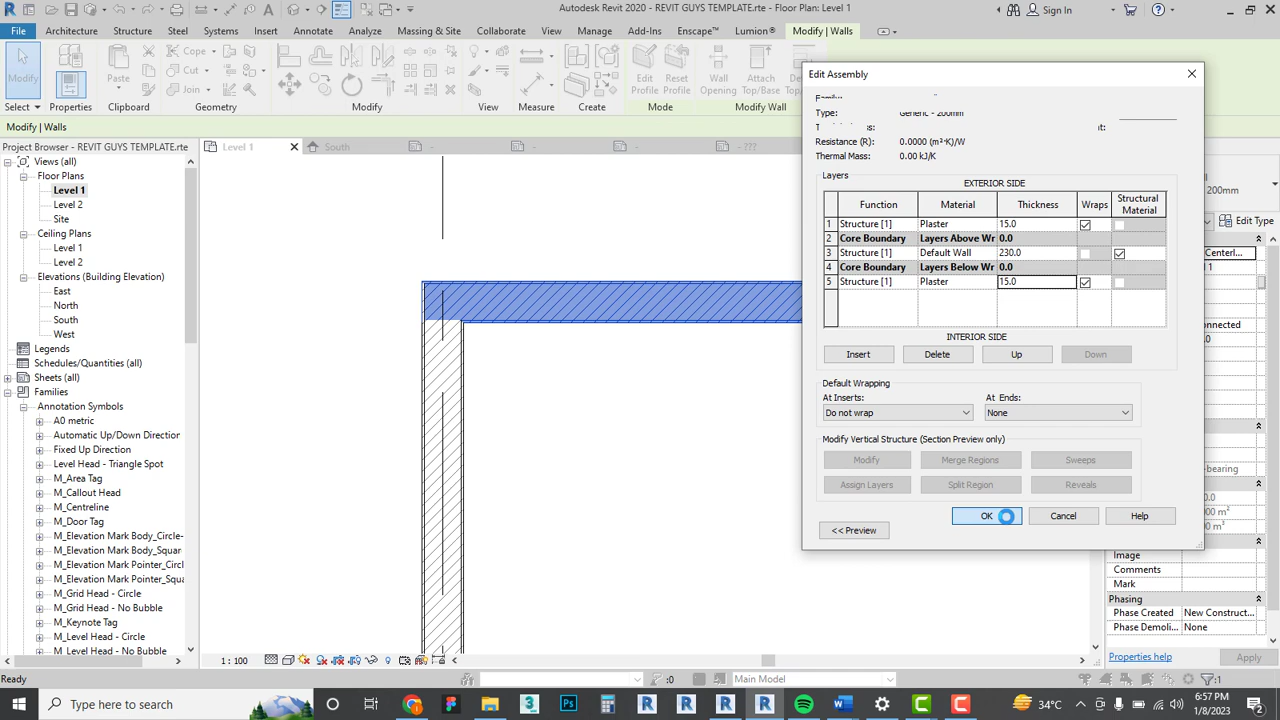 Autodesk Revit 2020 - REVIT GUYS TEMPLATE.rte - Floor Plan: Level 1
Sign In
File Architecture Structure Steel Systems Insert Annotate Analyze Massing & Site Collaborate View Manage Add-Ins Enscape™ Lumion® Modify | Walls
Modify
Properties
Paste
Cope
Cut
Join
Edit Profile
Reset Profile
Wall Opening
Attach Top/Base
Select
Properties
Clipboard
Geometry
Modify
View
Measure
Create
Mode
Modify Wall
Modify | Walls
Project Browser - REVIT GUYS TEMPLATE.rte
Views (all)
Floor Plans
Level 1
Level 2
Site
Ceiling Plans
Level 1
Level 2
Elevations (Building Elevation)
East
North
South
West
Legends
Schedules/Quantities (all)
Sheets (all)
Families
Annotation Symbols
A0 metric
Automatic Up/Down Direction
Fixed Up Direction
Level Head - Triangle Spot
M_Area Tag
M_Callout Head
M_Centreline
M_Door Tag
M_Elevation Mark Body_Circle-
M_Elevation Mark Body_Square
M_Elevation Mark Pointer_Circle
M_Elevation Mark Pointer_Square
M_Grid Head - Circle
M_Grid Head - No Bubble
M_Keynote Tag
M_Level Head - Circle
M_Level Head - No Bubble
Level 1
South
- ???
Edit Assembly
Type: Generic - 200mm
Resistance (R): 0.0000 (m²·K)/W
Thermal Mass: 0.00 kJ/K
Layers
EXTERIOR SIDE
Function Material Thickness Wraps Structural Material
1 Structure [1] Plaster 15.0
2 Core Boundary Layers Above Wr 0.0
3 Structure [1] Default Wall 230.0
4 Core Boundary Layers Below Wr 0.0
5 Structure [1] Plaster 15.0
INTERIOR SIDE
Insert Delete Up Down
Default Wrapping
At Inserts: At Ends:
Do not wrap None
Modify Vertical Structure (Section Preview only)
Modify Merge Regions Sweeps
Assign Layers Split Region Reveals
OK Cancel Help
<< Preview
200mm
Edit Type
Centerl...
Image
Comments
Mark
Phasing
Phase Created New Construct...
Phase Demoli... None
Properties help
Apply
1 : 100
Ready
:0
Main Model
:1
Type here to search
34°C
6:57 PM
1/8/2023